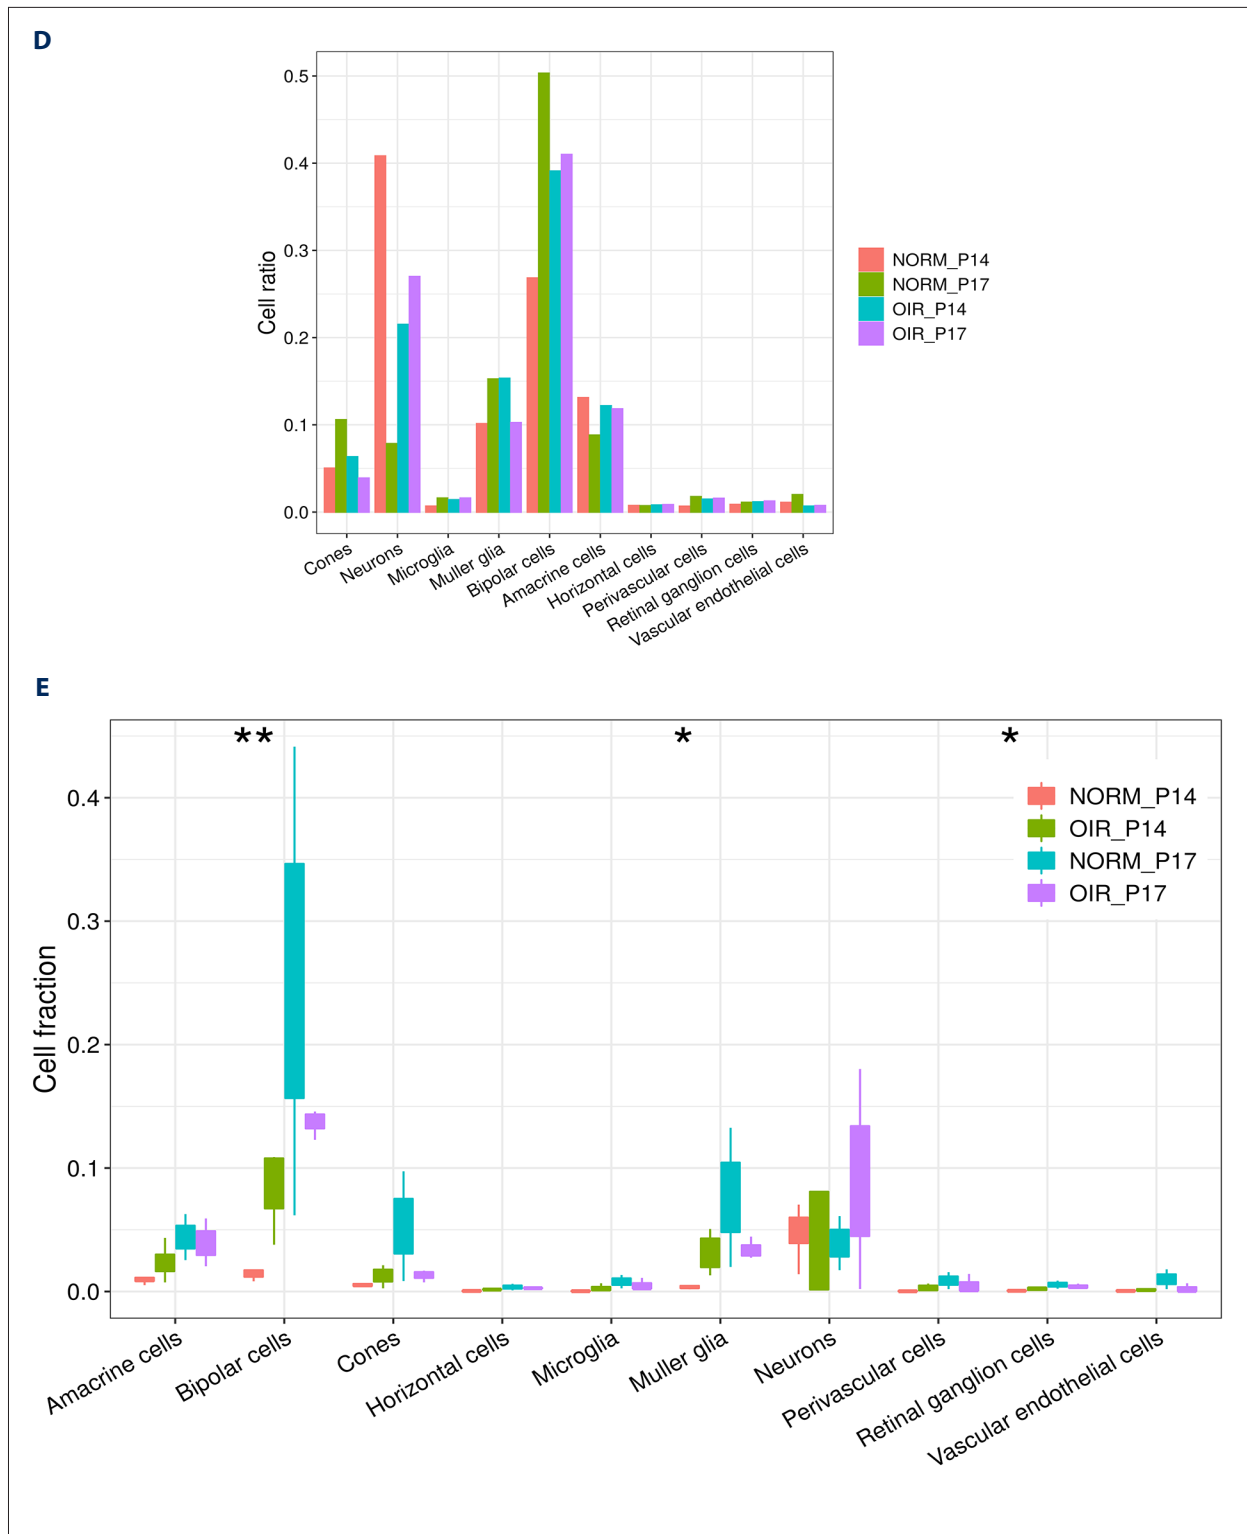 D
0.5
0.4
0.3
0.2
0.1
0.0
Cell ratio
Cones
Neurons
Microglia
Muller glia
Bipolar cells
Amacrine cells
Horizontal cells
Perivascular cells
Retinal ganglion cells
Vascular endothelial cells
NORM_P14
NORM_P17
OIR_P14
OIR_P17
E
**
*
*
0.4
0.3
0.2
0.1
0.0
Cell fraction
NORM_P14
OIR_P14
NORM_P17
OIR_P17
Amacrine cells
Bipolar cells
Cones
Horizontal cells
Microglia
Muller glia
Neurons
Perivascular cells
Retinal ganglion cells
Vascular endothelial cells